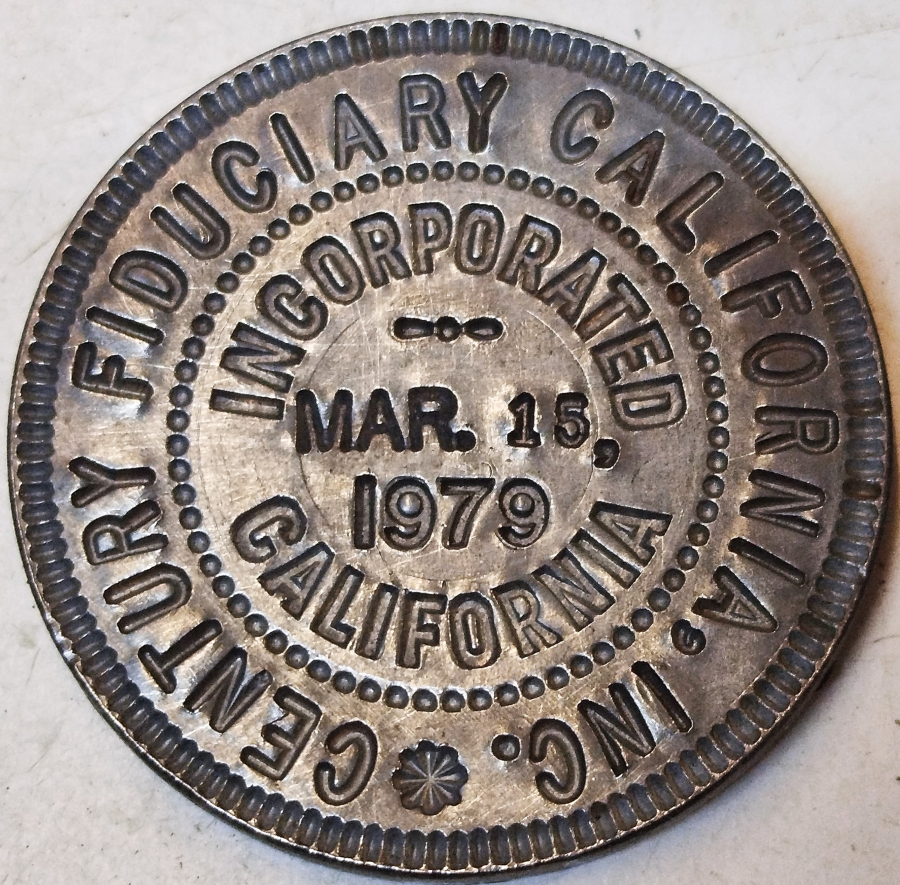 CENTURY FIDUCIARY CALIFORNIA, INC.
INCORPORATED
MAR. 15,
1979
CALIFORNIA